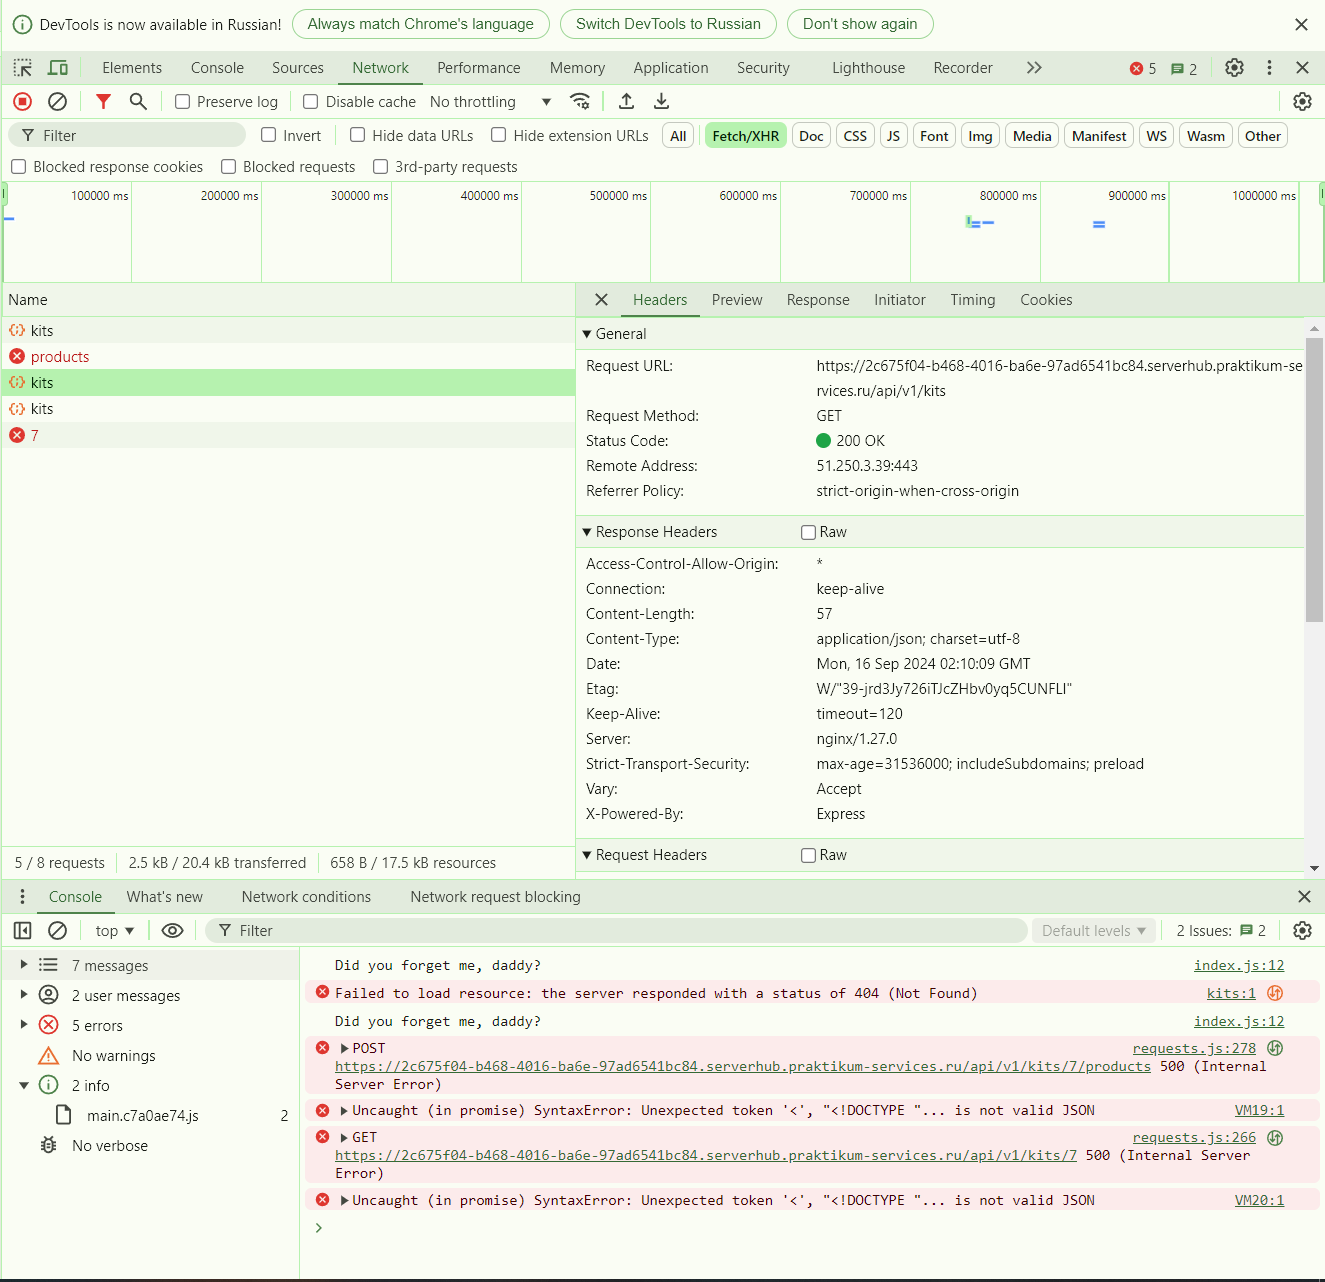 DevTools is now available in Russian! Always match Chrome's language Switch DevTools to Russian Don't show again
Elements Console Sources Network Performance Memory Application Security Lighthouse Recorder 5 2
Preserve log Disable cache No throttling
Filter Invert Hide data URLs Hide extension URLs All Fetch/XHR Doc CSS JS Font Img Media Manifest WS Wasm Other
Blocked response cookies Blocked requests 3rd-party requests
100000 ms 200000 ms 300000 ms 400000 ms 500000 ms 600000 ms 700000 ms 800000 ms 900000 ms 1000000 ms
Name
kits
products
kits
kits
7
5 / 8 requests 2.5 kB / 20.4 kB transferred 658 B / 17.5 kB resources
Headers Preview Response Initiator Timing Cookies
General
Request URL: https://2c675f04-b468-4016-ba6e-97ad6541bc84.serverhub.praktikum-se
rvices.ru/api/v1/kits
Request Method: GET
Status Code: 200 OK
Remote Address: 51.250.3.39:443
Referrer Policy: strict-origin-when-cross-origin
Response Headers Raw
Access-Control-Allow-Origin: *
Connection: keep-alive
Content-Length: 57
Content-Type: application/json; charset=utf-8
Date: Mon, 16 Sep 2024 02:10:09 GMT
Etag: W/"39-jrd3Jy726iTJcZHbv0yq5CUNFLI"
Keep-Alive: timeout=120
Server: nginx/1.27.0
Strict-Transport-Security: max-age=31536000; includeSubdomains; preload
Vary: Accept
X-Powered-By: Express
Request Headers Raw
Console What's new Network conditions Network request blocking
top Filter Default levels 2 Issues: 2
7 messages
2 user messages
5 errors
No warnings
2 info
main.c7a0ae74.js 2
No verbose
Did you forget me, daddy? index.js:12
Failed to load resource: the server responded with a status of 404 (Not Found) kits:1
Did you forget me, daddy? index.js:12
POST requests.js:278
https://2c675f04-b468-4016-ba6e-97ad6541bc84.serverhub.praktikum-services.ru/api/v1/kits/7/products 500 (Internal
Server Error)
Uncaught (in promise) SyntaxError: Unexpected token '<', "<!DOCTYPE "... is not valid JSON VM19:1
GET requests.js:266
https://2c675f04-b468-4016-ba6e-97ad6541bc84.serverhub.praktikum-services.ru/api/v1/kits/7 500 (Internal Server
Error)
Uncaught (in promise) SyntaxError: Unexpected token '<', "<!DOCTYPE "... is not valid JSON VM20:1